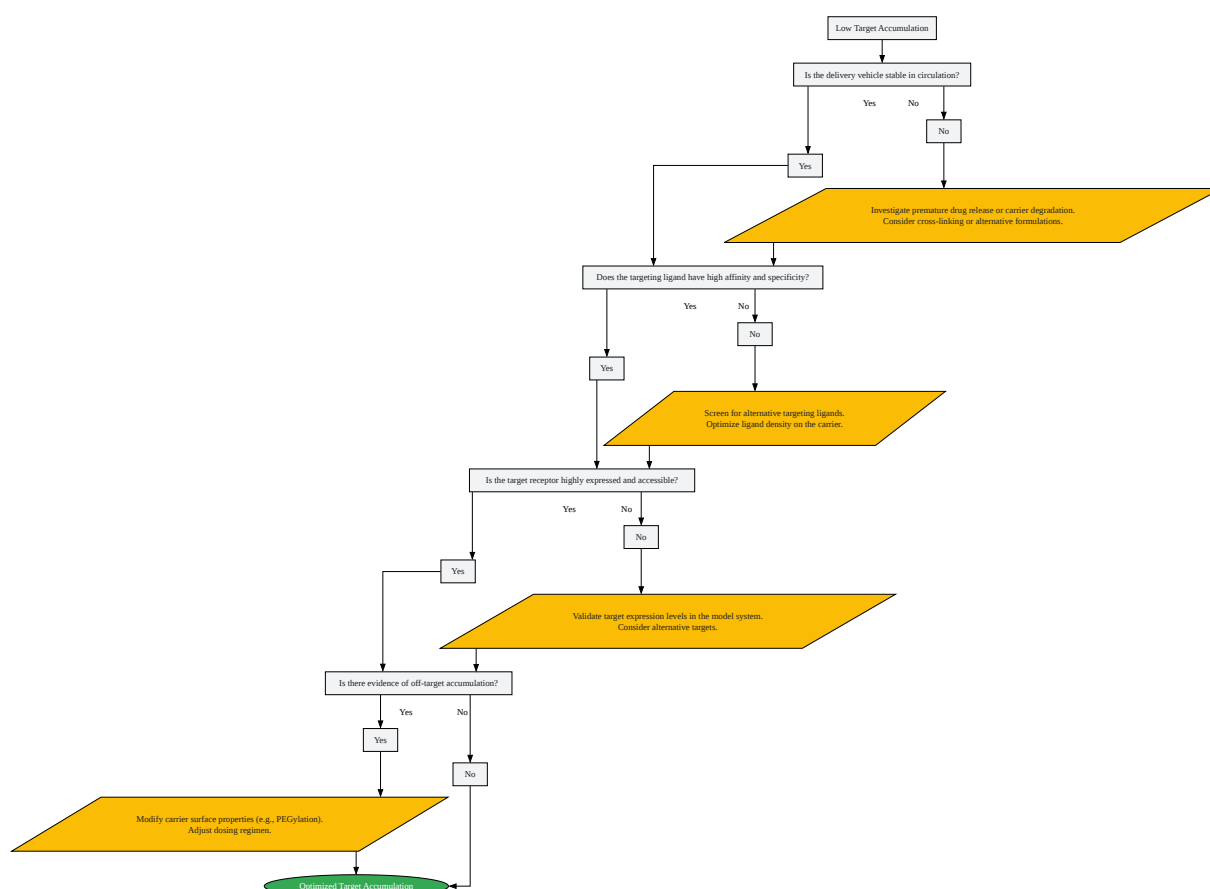 Low Target Accumulation
Is the delivery vehicle stable in circulation?
Yes
No
No
Yes
Investigate premature drug release or carrier degradation.
Consider cross-linking or alternative formulations.
Does the targeting ligand have high affinity and specificity?
Yes
No
No
Yes
Screen for alternative targeting ligands.
Optimize ligand density on the carrier.
Is the target receptor highly expressed and accessible?
Yes
No
No
Yes
Validate target expression levels in the model system.
Consider alternative targets.
Is there evidence of off-target accumulation?
Yes
No
Yes
No
Modify carrier surface properties (e.g., PEGylation).
Adjust dosing regimen.
Optimized Target Accumulation